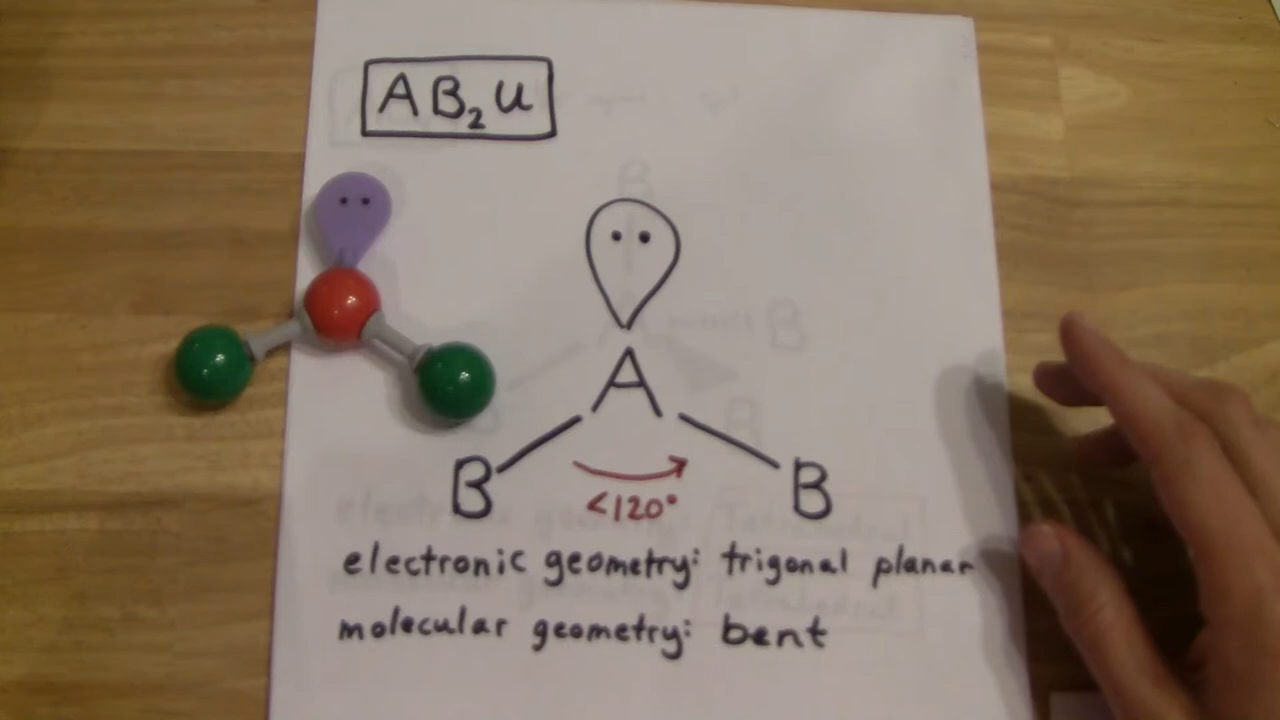 AB₂U
A
B B
<120°
electronic geometry: trigonal planar
molecular geometry: bent